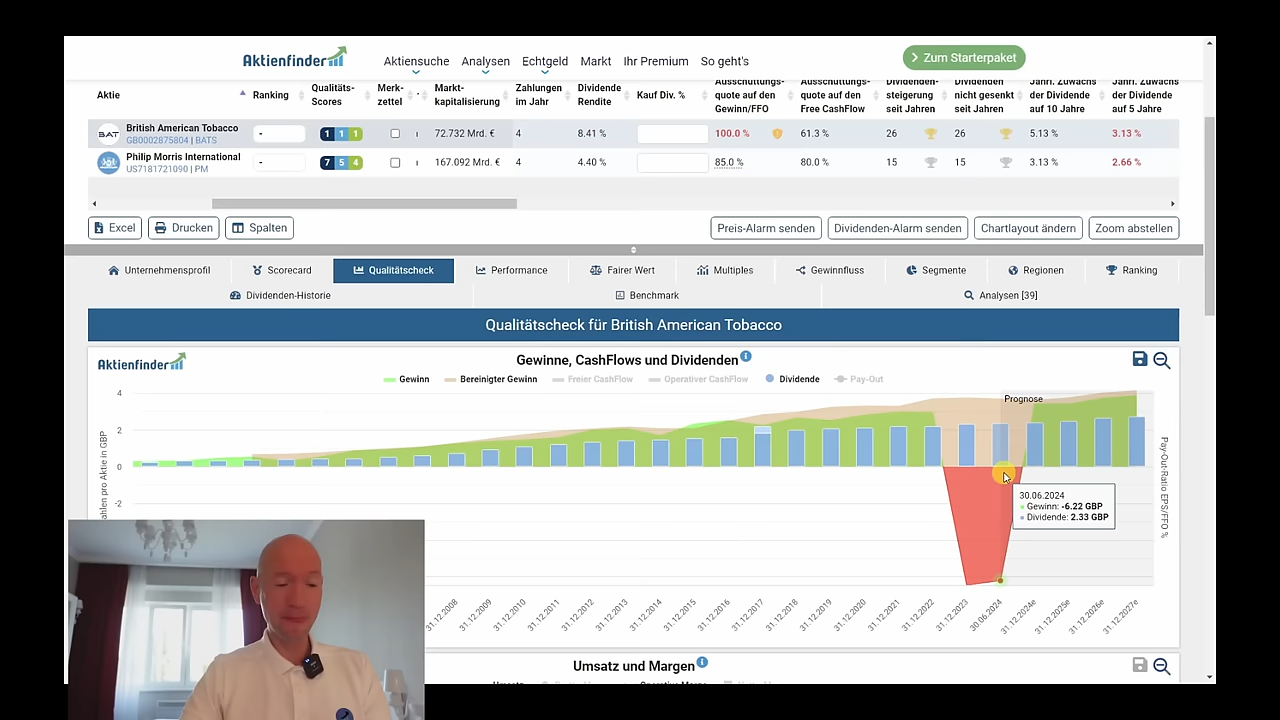 Aktienfinder
Aktiensuche Analysen Echtgeld Markt Ihr Premium So geht's
Zum Starterpaket
Aktie Ranking Qualitäts-Scores Merk-zettel Markt-kapitalisierung Zahlungen im Jahr Dividende Rendite Kauf Div. % Ausschüttungs-quote auf den Gewinn/FFO Ausschüttungs-quote auf den Free CashFlow Dividenden-steigerung seit Jahren Dividenden nicht gesenkt seit Jahren Jährl. Zuwachs der Dividende auf 10 Jahre Jährl. Zuwachs der Dividende auf 5 Jahre
BAT British American Tobacco - 1 1 1 72.732 Mrd. € 4 8.41 % 100.0 % 61.3 % 26 26 5.13 % 3.13 %
GB0002875804 | BATS
Philip Morris International - 7 5 4 167.092 Mrd. € 4 4.40 % 85.0 % 80.0 % 15 15 3.13 % 2.66 %
US7181721090 | PM
Excel Drucken Spalten Preis-Alarm senden Dividenden-Alarm senden Chartlayout ändern Zoom abstellen
Unternehmensprofil Scorecard Qualitätscheck Performance Fairer Wert Multiples Gewinnfluss Segmente Regionen Ranking
Dividenden-Historie Benchmark Analysen [39]
Qualitätscheck für British American Tobacco
Aktienfinder
Gewinne, CashFlows und Dividenden
Gewinn Bereinigter Gewinn Freier CashFlow Operativer CashFlow Dividende Pay-Out
Prognose
4
2
0
-2
Pay-Out-Ratio EPS/FFO %
30.06.2024
Gewinn: -6.22 GBP
Dividende: 2.33 GBP
31.12.2008 31.12.2009 31.12.2010 31.12.2011 31.12.2012 31.12.2013 31.12.2014 31.12.2015 31.12.2016 31.12.2017 31.12.2018 31.12.2019 31.12.2020 31.12.2021 31.12.2022 31.12.2023 30.06.2024 31.12.2024e 31.12.2025e 31.12.2026e 31.12.2027e
Umsatz und Margen